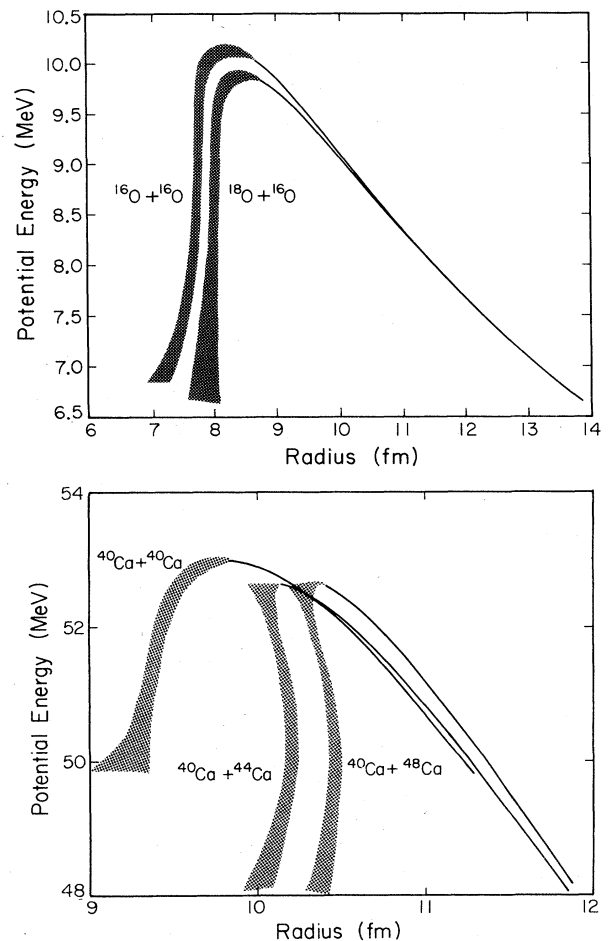 10.5
10.0
9.5
9.0
8.5
8.0
7.5
7.0
6.5
Potential Energy (MeV)
¹⁶O + ¹⁶O
¹⁸O + ¹⁶O
6 7 8 9 10 11 12 13 14
Radius (fm)
54
52
50
48
Potential Energy (MeV)
⁴⁰Ca + ⁴⁰Ca
⁴⁰Ca + ⁴⁴Ca
⁴⁰Ca + ⁴⁸Ca
9 10 11 12
Radius (fm)